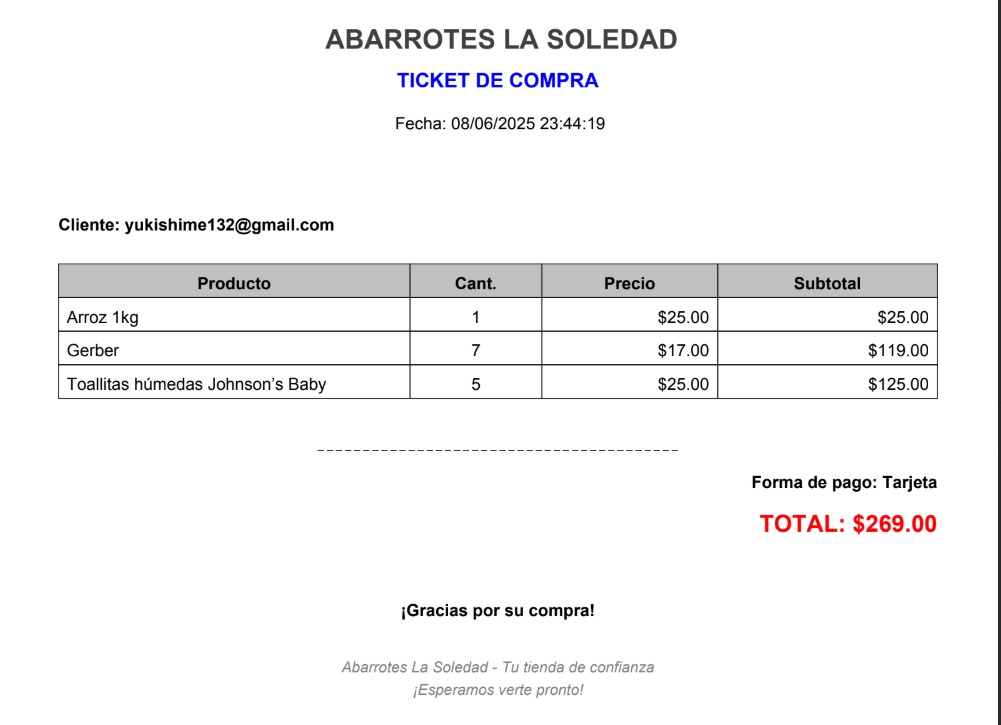 ABARROTES LA SOLEDAD
TICKET DE COMPRA
Fecha: 08/06/2025 23:44:19
Cliente: yukishime132@gmail.com
Producto Cant. Precio Subtotal
Arroz 1kg 1 $25.00 $25.00
Gerber 7 $17.00 $119.00
Toallitas húmedas Johnson’s Baby 5 $25.00 $125.00
----------------------------------------
Forma de pago: Tarjeta
TOTAL: $269.00
¡Gracias por su compra!
Abarrotes La Soledad - Tu tienda de confianza
¡Esperamos verte pronto!